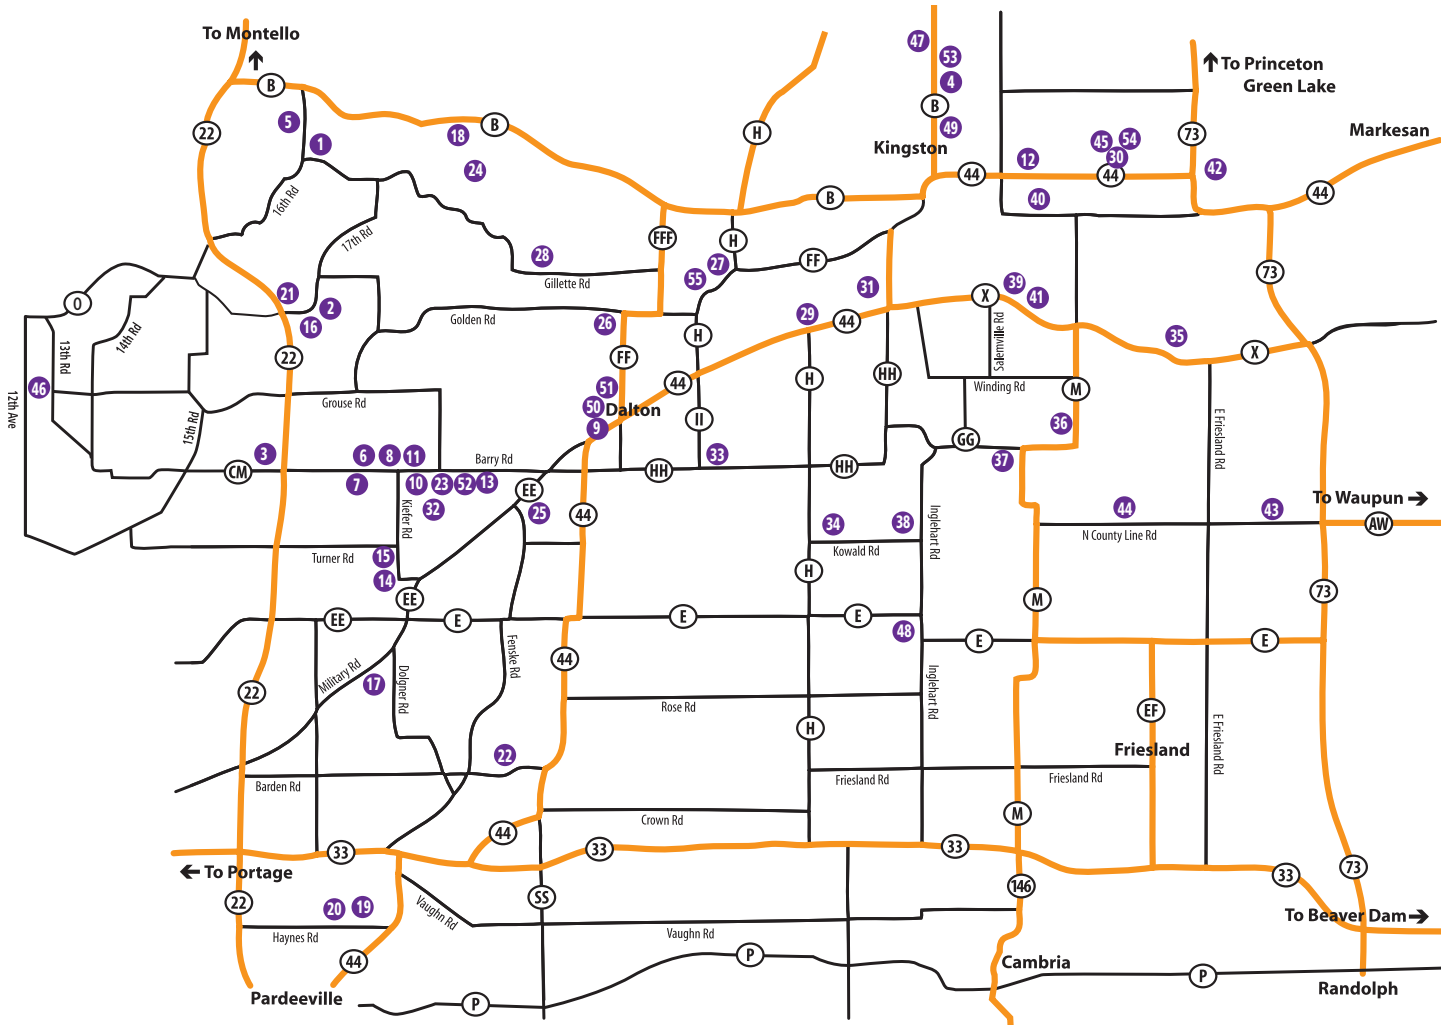 To Montello
47
53
4
B
49
Kingston
To Princeton
Green Lake
Markesan
B
22
5
1
18
B
24
H
44
12
45
54
30
44
73
42
44
40
B
16th Rd
17th Rd
FFF
H
FF
28
Gillette Rd
27
55
73
O
21
2
16
14th Rd
13th Rd
12th Ave
46
22
Golden Rd
26
FF
H
29
44
31
X
39
41
Salemville Rd
35
X
15th Rd
Grouse Rd
51
50
Dalton
9
44
H
HH
Winding Rd
M
II
E Friesland Rd
36
GG
37
CM
3
6
8
11
Barry Rd
HH
33
HH
7
10
23
52
13
EE
32
25
Kiefer Rd
44
34
38
Kowald Rd
Inglehart Rd
44
43
N County Line Rd
To Waupun
AW
Turner Rd
15
14
EE
H
M
73
EE
E
E
E
48
E
E
Fenske Rd
44
Military Rd
17
Dolgner Rd
22
Rose Rd
Inglehart Rd
H
EF
Friesland
E Friesland Rd
22
Barden Rd
Friesland Rd
Friesland Rd
Crown Rd
M
44
33
33
33
33
73
To Portage
22
20
19
Haynes Rd
Vaughn Rd
SS
Vaughn Rd
146
To Beaver Dam
44
Pardeeville
P
P
Cambria
P
Randolph